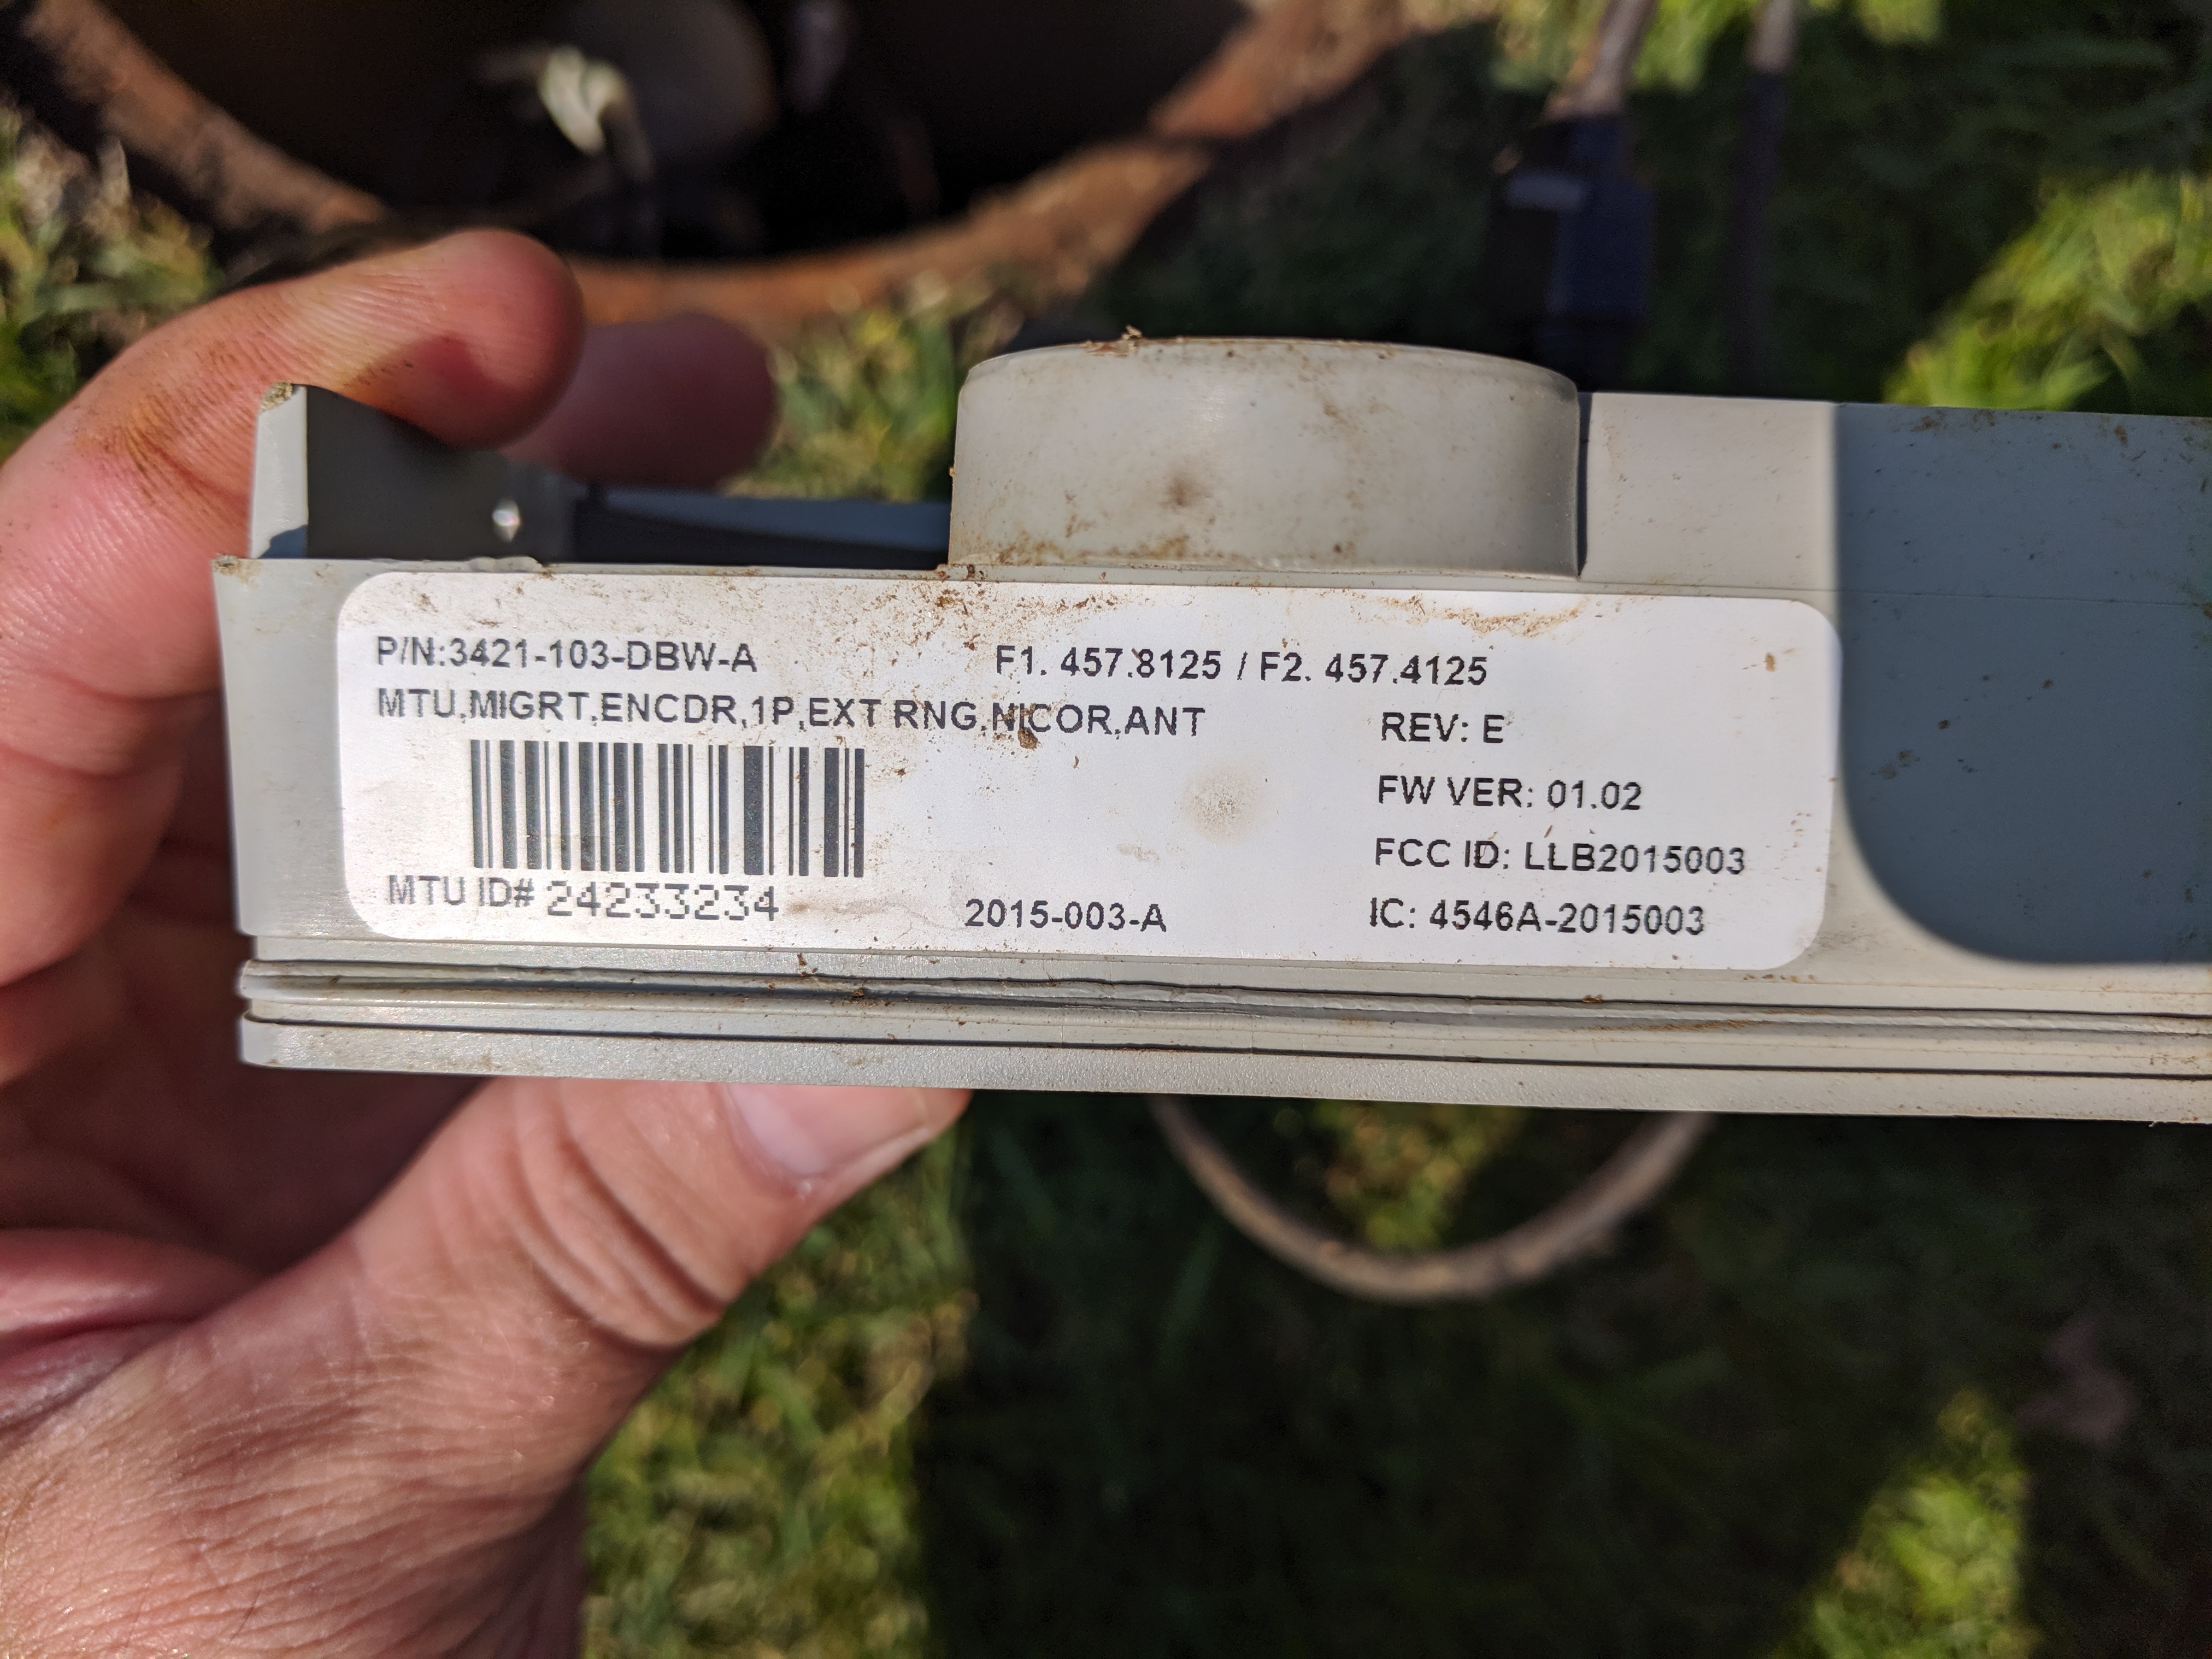 P/N:3421-103-DBW-A
F1. 457.8125 / F2. 457.4125
MTU,MIGRT,ENCDR,1P,EXT RNG,NICOR,ANT
REV: E
FW VER: 01.02
FCC ID: LLB2015003
MTU ID# 24233234
2015-003-A
IC: 4546A-2015003